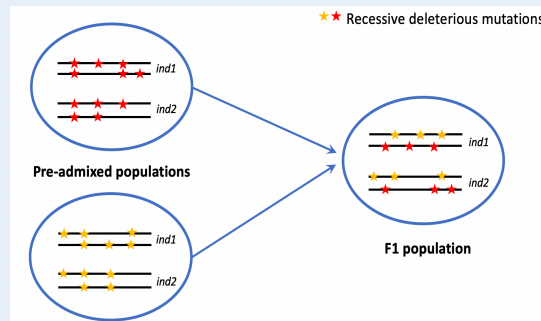 Recessive deleterious mutations
ind1
ind2
Pre-admixed populations
ind1
ind2
ind1
ind2
F1 population